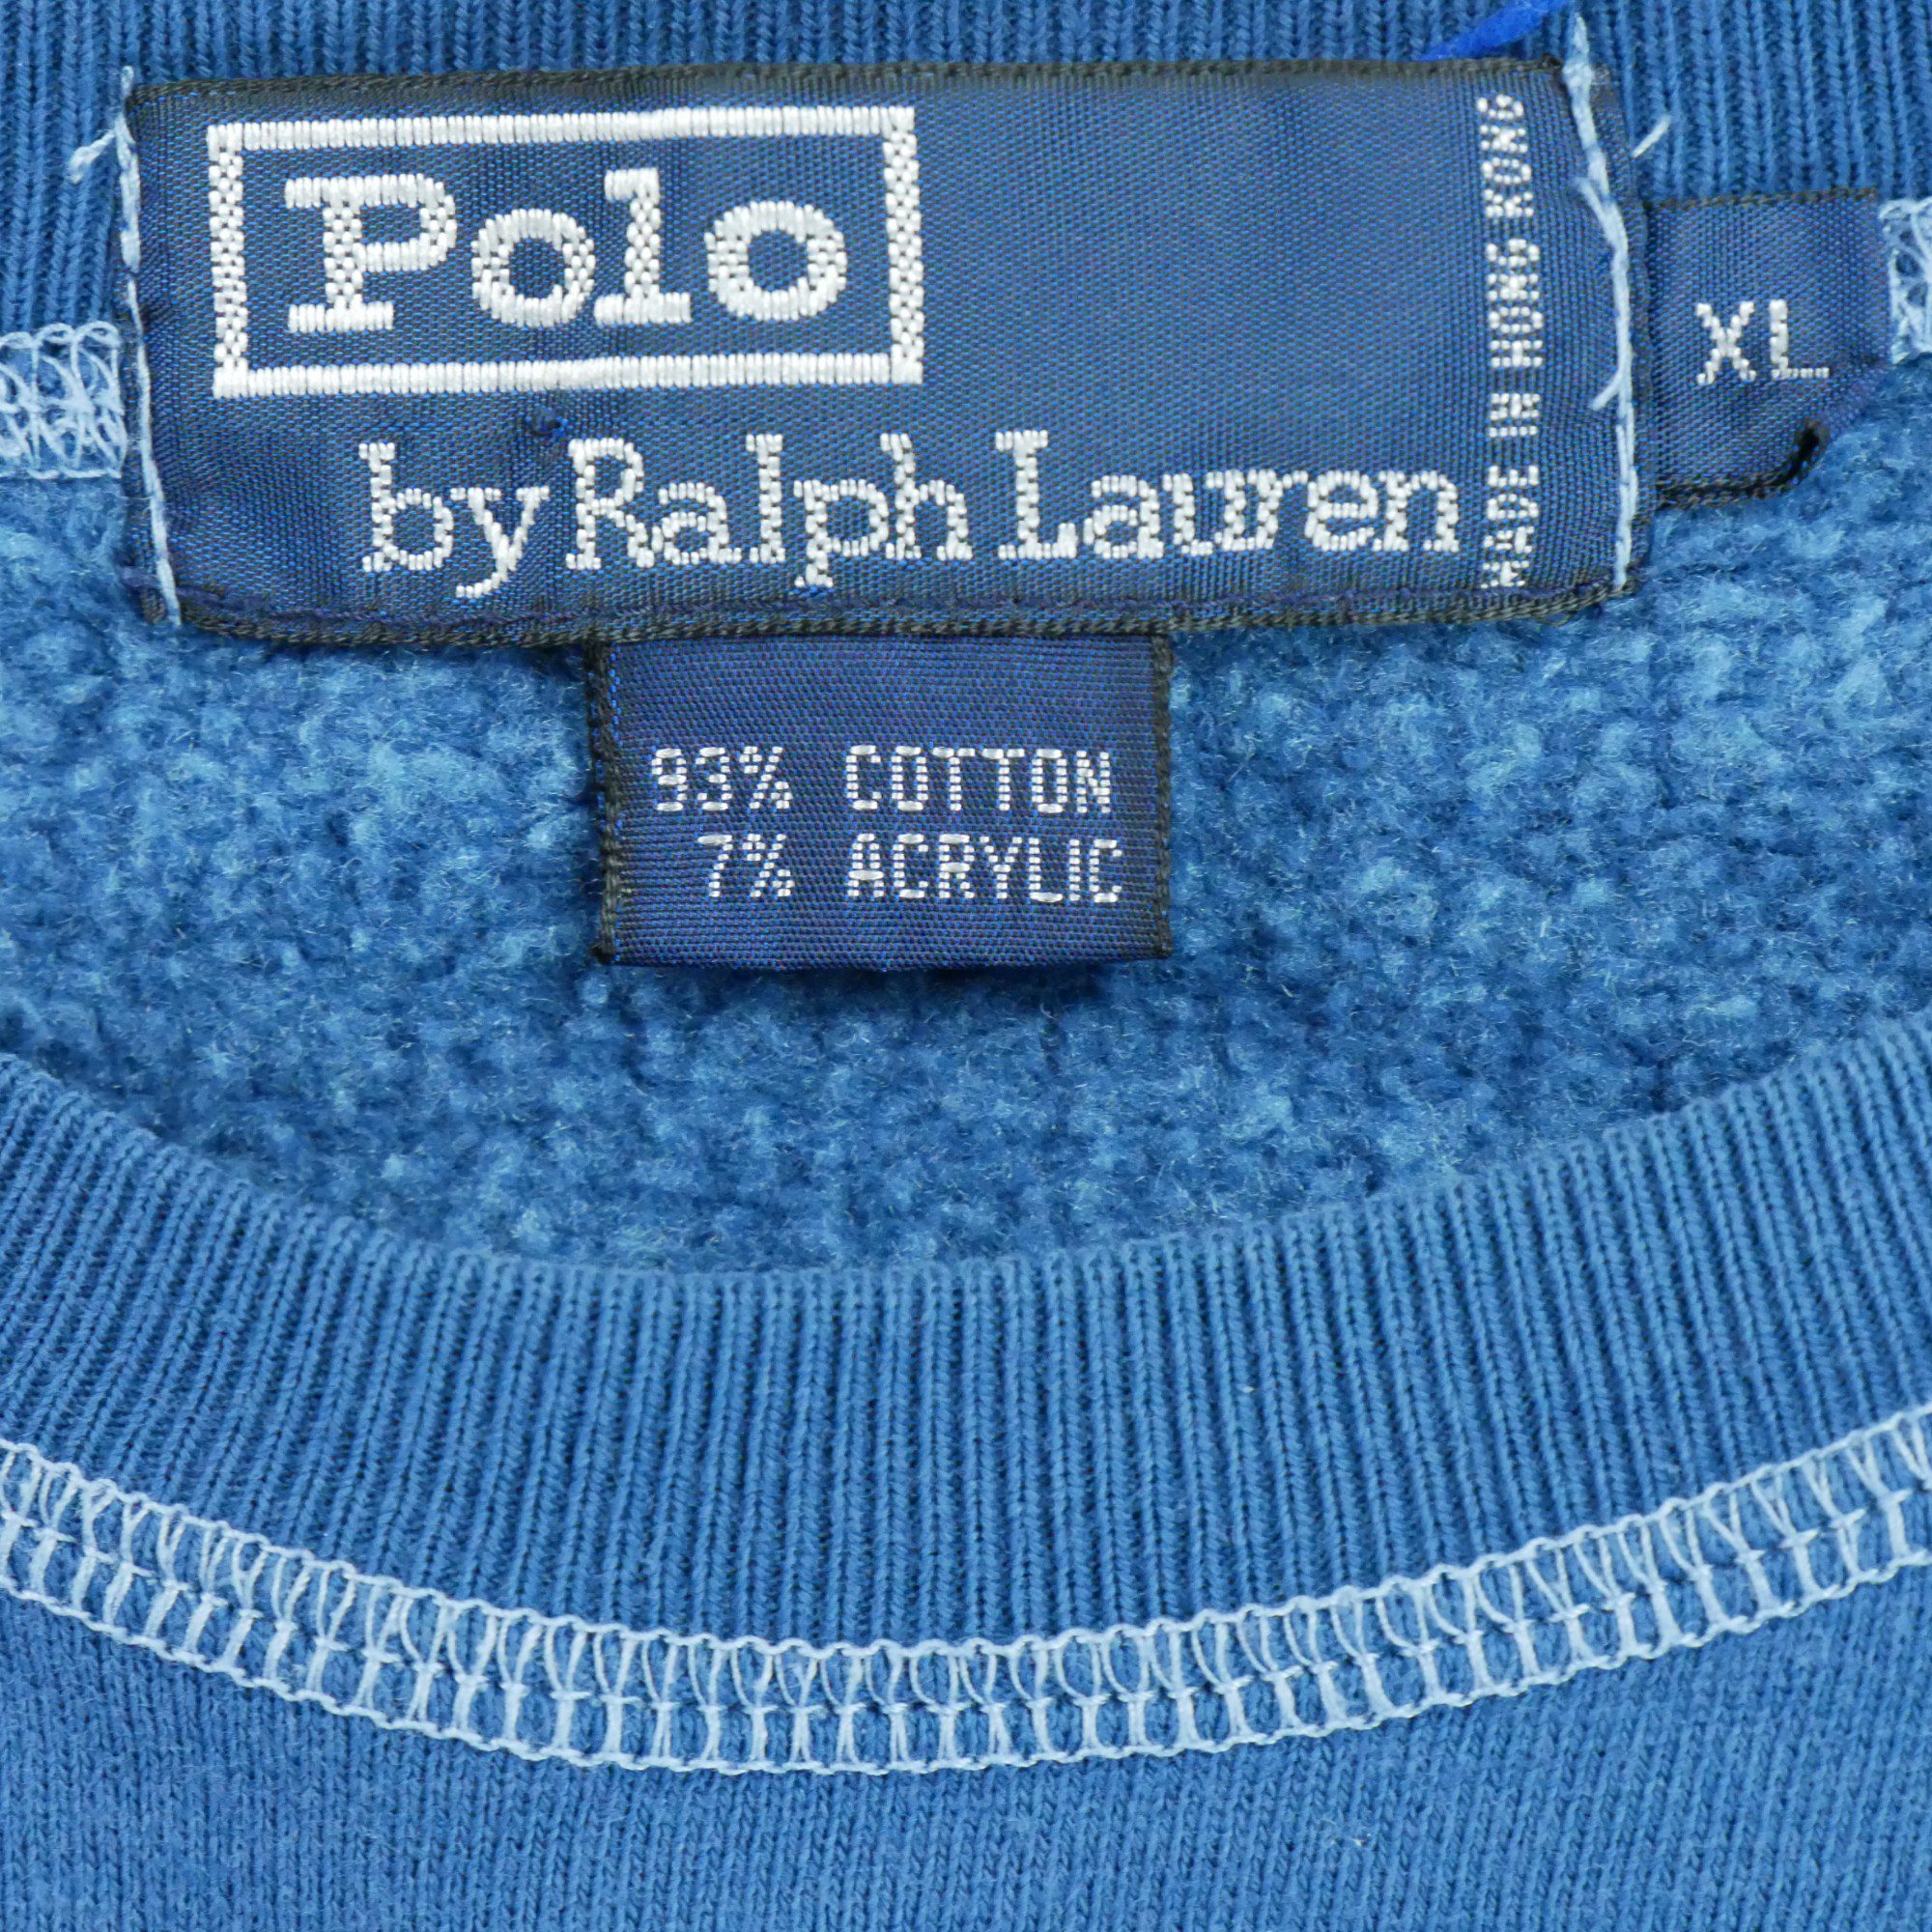 Polo
by Ralph Lauren
MADE IN HONG KONG
XL
93% COTTON
7% ACRYLIC